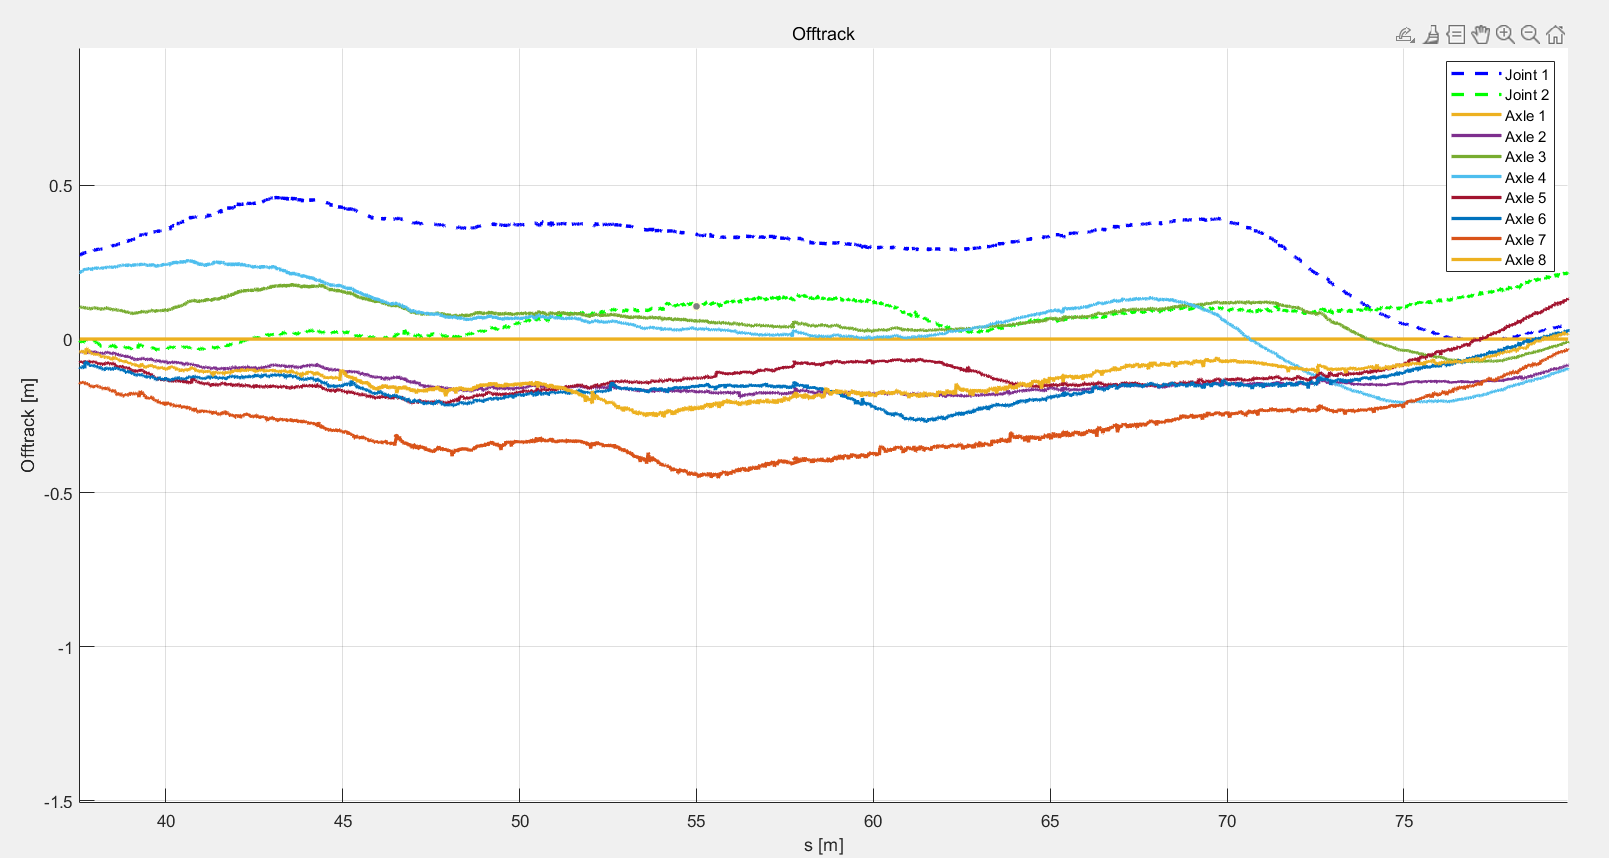 Offtrack
Joint 1
Joint 2
Axle 1
Axle 2
Axle 3
Axle 4
Axle 5
Axle 6
Axle 7
Axle 8
0.5
0
-0.5
-1
-1.5
Offtrack [m]
40 45 50 55 60 65 70 75
s [m]